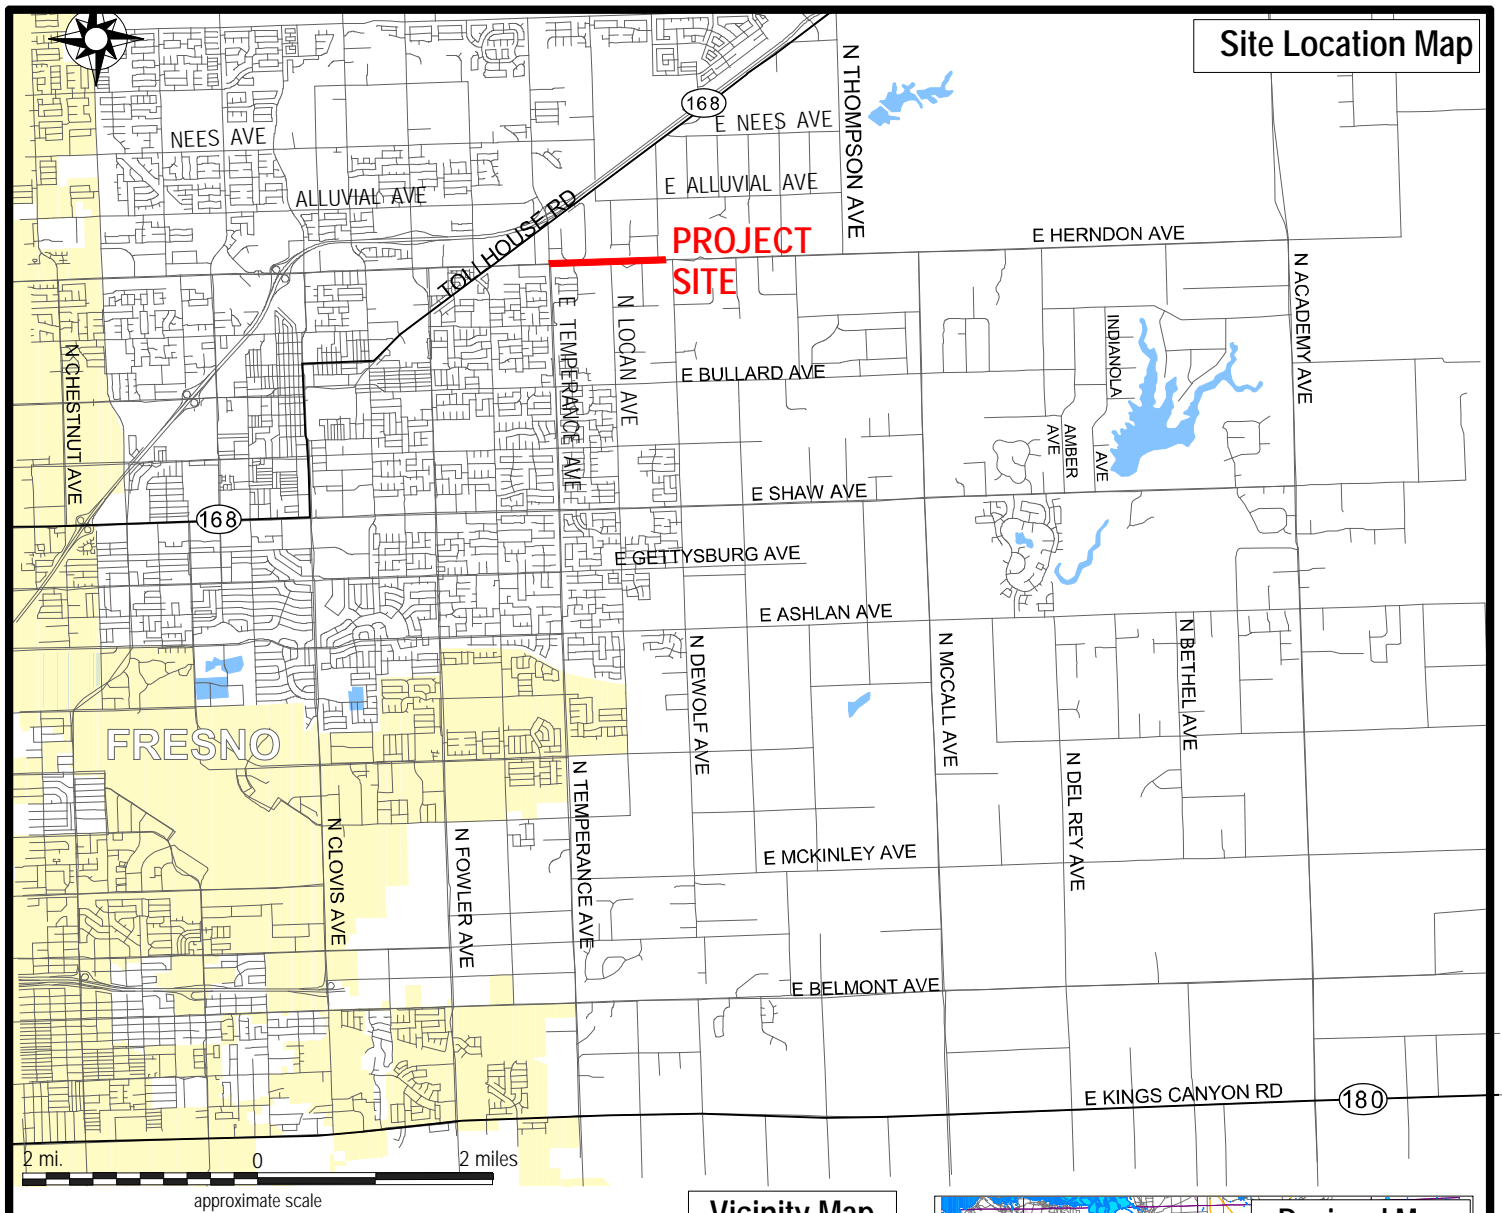 Site Location Map
168
N THOMPSON AVE
E NEES AVE
NEES AVE
E ALLUVIAL AVE
ALLUVIAL AVE
TOLLHOUSE RD
PROJECT
SITE
E HERNDON AVE
N ACADEMY AVE
E TEMPERANCE AVE
N LOCAN AVE
INDIANOLA
AVE
N CHESTNUT AVE
E BULLARD AVE
AMBER
AVE
E SHAW AVE
168
E GETTYSBURG AVE
E ASHLAN AVE
N DEWOLF AVE
N MCCALL AVE
N BETHEL AVE
FRESNO
N DEL REY AVE
N TEMPERANCE AVE
N CLOVIS AVE
N FOWLER AVE
E MCKINLEY AVE
E BELMONT AVE
E KINGS CANYON RD
180
2 mi.
0
2 miles
approximate scale
Vicinity Map